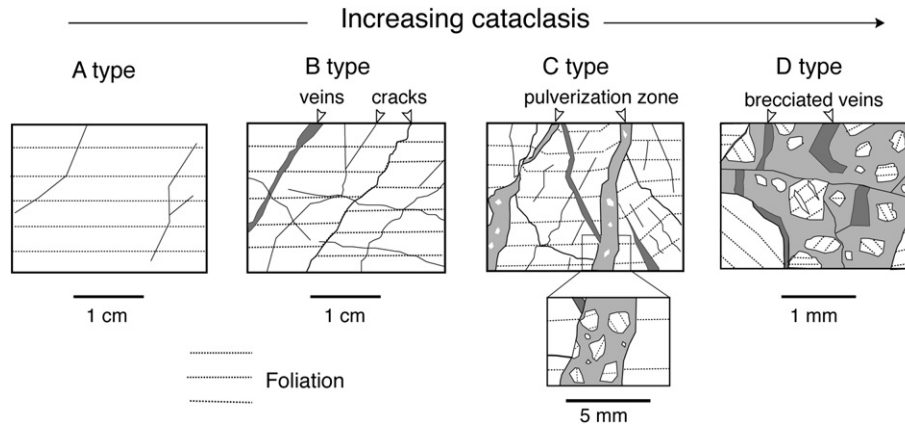 Increasing cataclasis
A type
B type
C type
D type
veins
cracks
pulverization zone
brecciated veins
1 cm
1 cm
1 mm
Foliation
5 mm